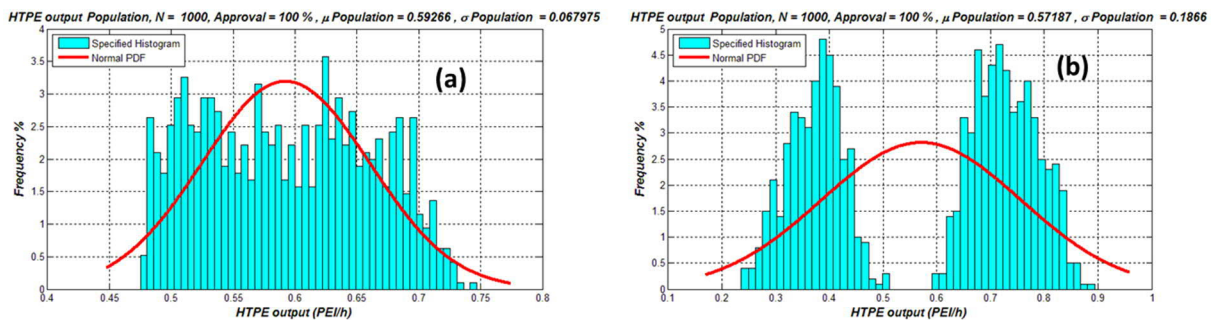 HTPE output Population, N = 1000, Approval = 100 % , μ Population = 0.59266 , σ Population = 0.067975
4
3.5
3
2.5
2
1.5
1
0.5
0
Frequency %
Specified Histogram
Normal PDF
(a)
0.4 0.45 0.5 0.55 0.6 0.65 0.7 0.75 0.8
HTPE output (PEI/h)
HTPE output Population, N = 1000, Approval = 100 % , μ Population = 0.57187 , σ Population = 0.1866
5
4.5
4
3.5
3
2.5
2
1.5
1
0.5
0
Frequency %
Specified Histogram
Normal PDF
(b)
0.1 0.2 0.3 0.4 0.5 0.6 0.7 0.8 0.9 1
HTPE output (PEI/h)